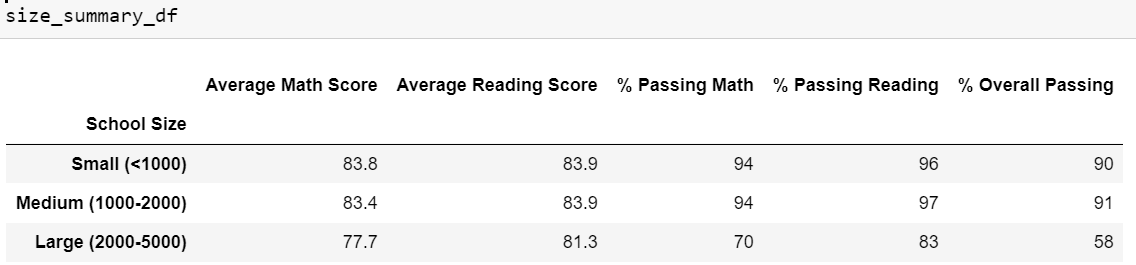 size_summary_df
Average Math Score Average Reading Score % Passing Math % Passing Reading % Overall Passing
School Size
Small (<1000) 83.8 83.9 94 96 90
Medium (1000-2000) 83.4 83.9 94 97 91
Large (2000-5000) 77.7 81.3 70 83 58